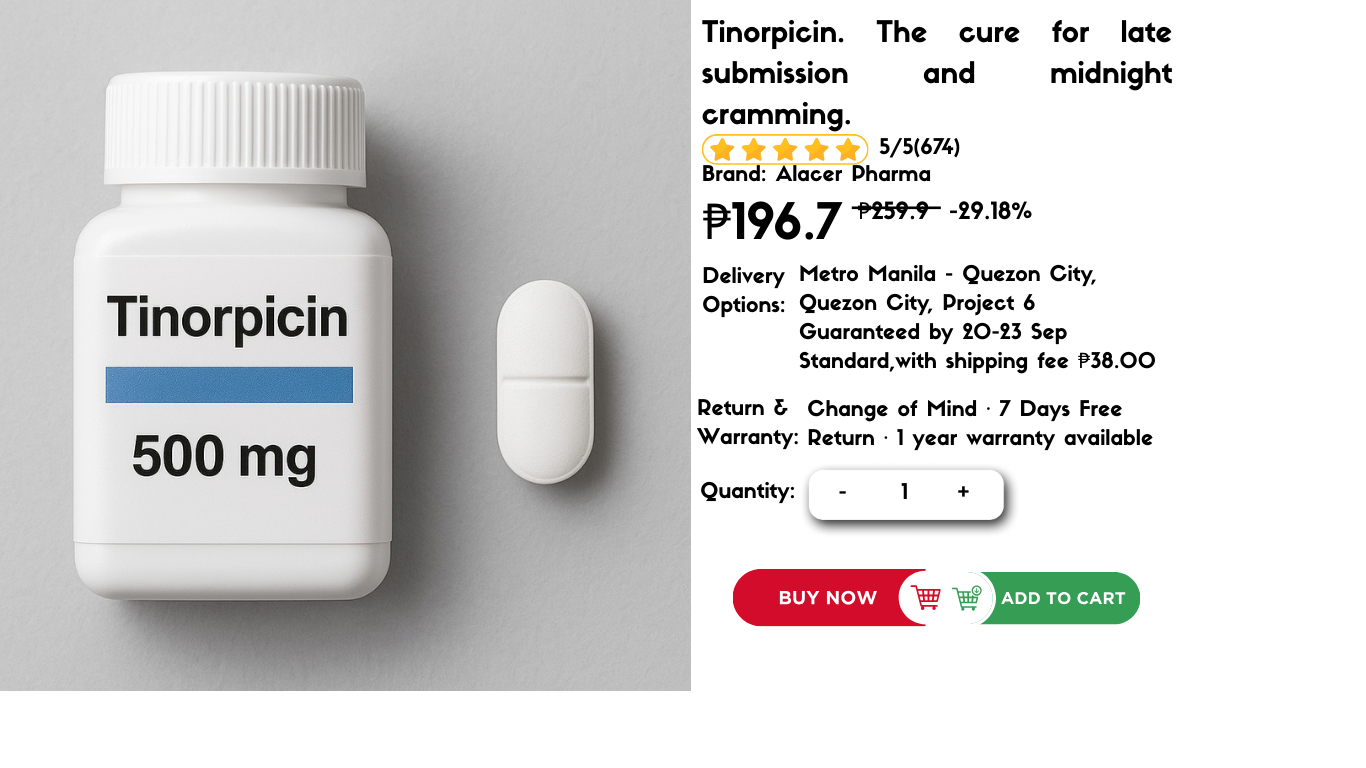 Tinorpicin
500 mg
Tinorpicin. The cure for late
submission and midnight
cramming.
5/5(674)
Brand: Alacer Pharma
₱196.7 ₱259.9 -29.18%
Delivery Options:
Metro Manila - Quezon City,
Quezon City, Project 6
Guaranteed by 20-23 Sep
Standard,with shipping fee ₱38.00
Return & Warranty:
Change of Mind · 7 Days Free
Return · 1 year warranty available
Quantity: - 1 +
BUY NOW ADD TO CART